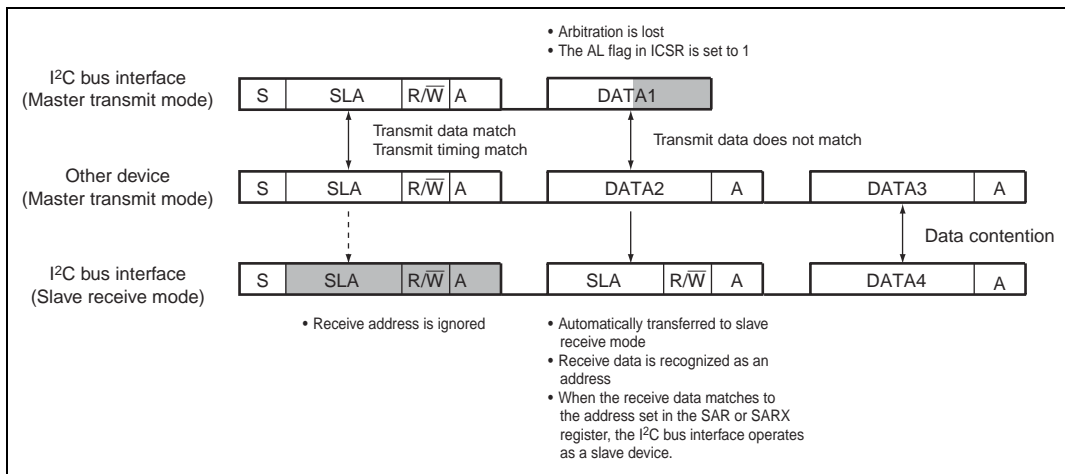 • Arbitration is lost
• The AL flag in ICSR is set to 1
I²C bus interface
(Master transmit mode)
S SLA R/W̅ A DATA1
Transmit data match
Transmit timing match
Transmit data does not match
Other device
(Master transmit mode)
S SLA R/W̅ A DATA2 A DATA3 A
Data contention
I²C bus interface
(Slave receive mode)
S SLA R/W̅ A SLA R/W̅ A DATA4 A
• Receive address is ignored
• Automatically transferred to slave
receive mode
• Receive data is recognized as an
address
• When the receive data matches to
the address set in the SAR or SARX
register, the I²C bus interface operates
as a slave device.